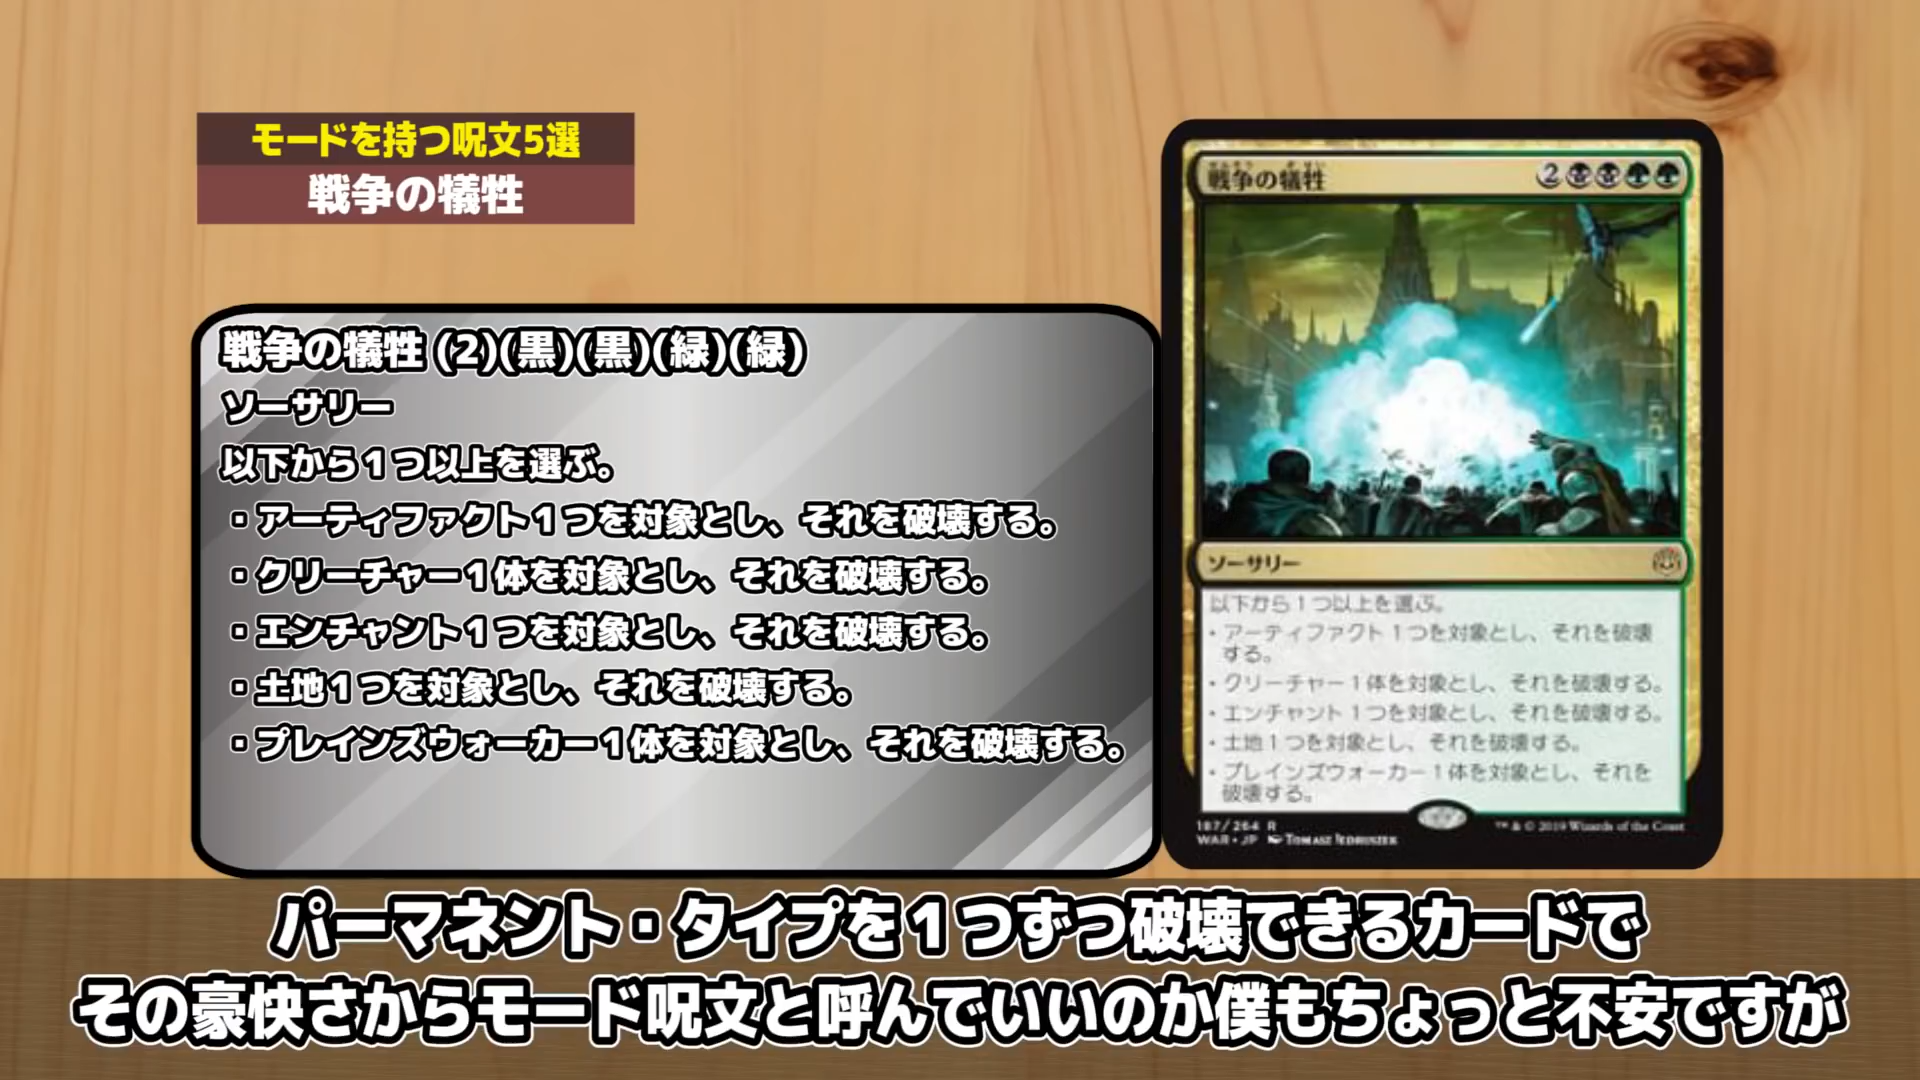 モードを持つ呪文5選
戦争の犠牲
戦争の犠牲 (2)(黒)(黒)(緑)(緑)
ソーサリー
以下から１つ以上を選ぶ。
・アーティファクト１つを対象とし、それを破壊する。
・クリーチャー１体を対象とし、それを破壊する。
・エンチャント１つを対象とし、それを破壊する。
・土地１つを対象とし、それを破壊する。
・プレインズウォーカー１体を対象とし、それを破壊する。
戦争の犠牲
2
ソーサリー
以下から１つ以上を選ぶ。
・アーティファクト１つを対象とし、それを破壊
する。
・クリーチャー１体を対象とし、それを破壊する。
・エンチャント１つを対象とし、それを破壊する。
・土地１つを対象とし、それを破壊する。
・プレインズウォーカー１体を対象とし、それを
破壊する。
187/264 R
WAR・JP Tomasz Jedruszek
™ & © 2019 Wizards of the Coast
パーマネント・タイプを１つずつ破壊できるカードで
その豪快さからモード呪文と呼んでいいのか僕もちょっと不安ですが